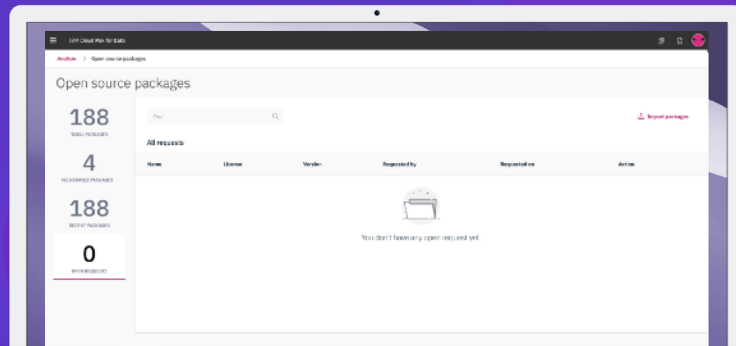 IBM Cloud Pak for Data
Analyze > Open source packages
Open source packages
188
TOTAL PACKAGES
4
VULNERABLE PACKAGES
188
RECENT PACKAGES
0
OPEN REQUESTS
Find
Import packages
All requests
Name License Version Requested by Requested on Action
You don't have any open request yet